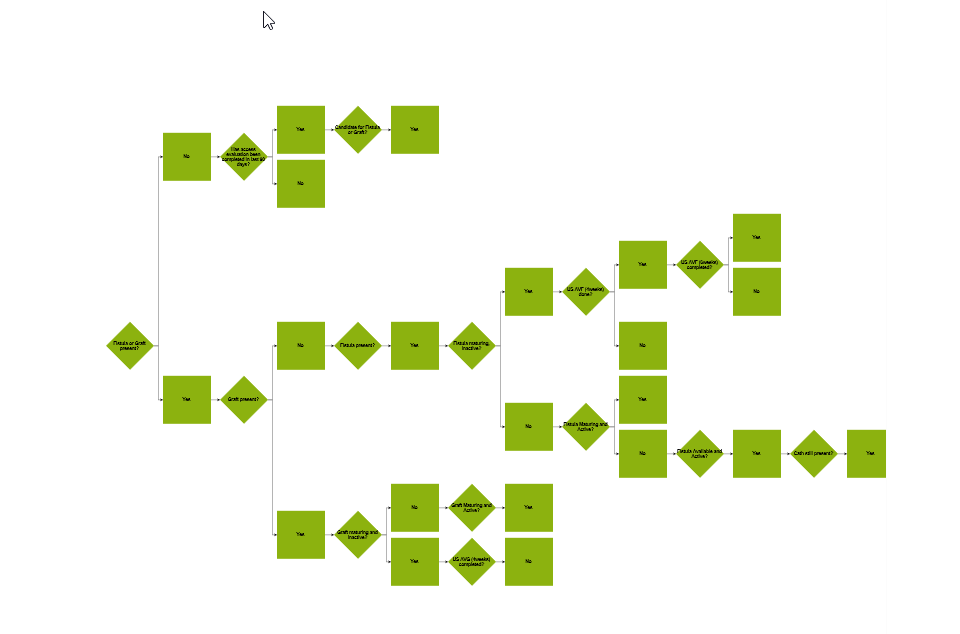 Yes
Candidate for Fistula
or Graft?
Yes
No
Has access
evaluation been
completed in last 90
days?
No
Yes
Yes
US AVF (6weeks)
completed?
No
Yes
US AVF (4weeks)
done?
Fistula or Graft
present?
No
Fistula present?
Yes
Fistula maturing,
Inactive?
No
Yes
Graft present?
Yes
No
Fistula Maturing and
Active?
No
Fistula Available and
Active?
Yes
Cath still present?
Yes
No
Graft Maturing and
Active?
Yes
Yes
Graft maturing and
Inactive?
Yes
US AVG (4weeks)
completed?
No